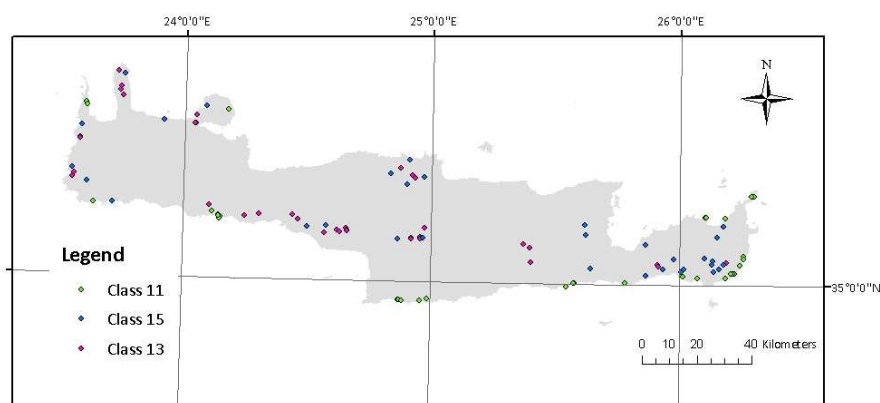 24°0'0"E 25°0'0"E 26°0'0"E
N
Legend
Class 11
Class 15
Class 13
35°0'0"N
0 10 20 40 Kilometers